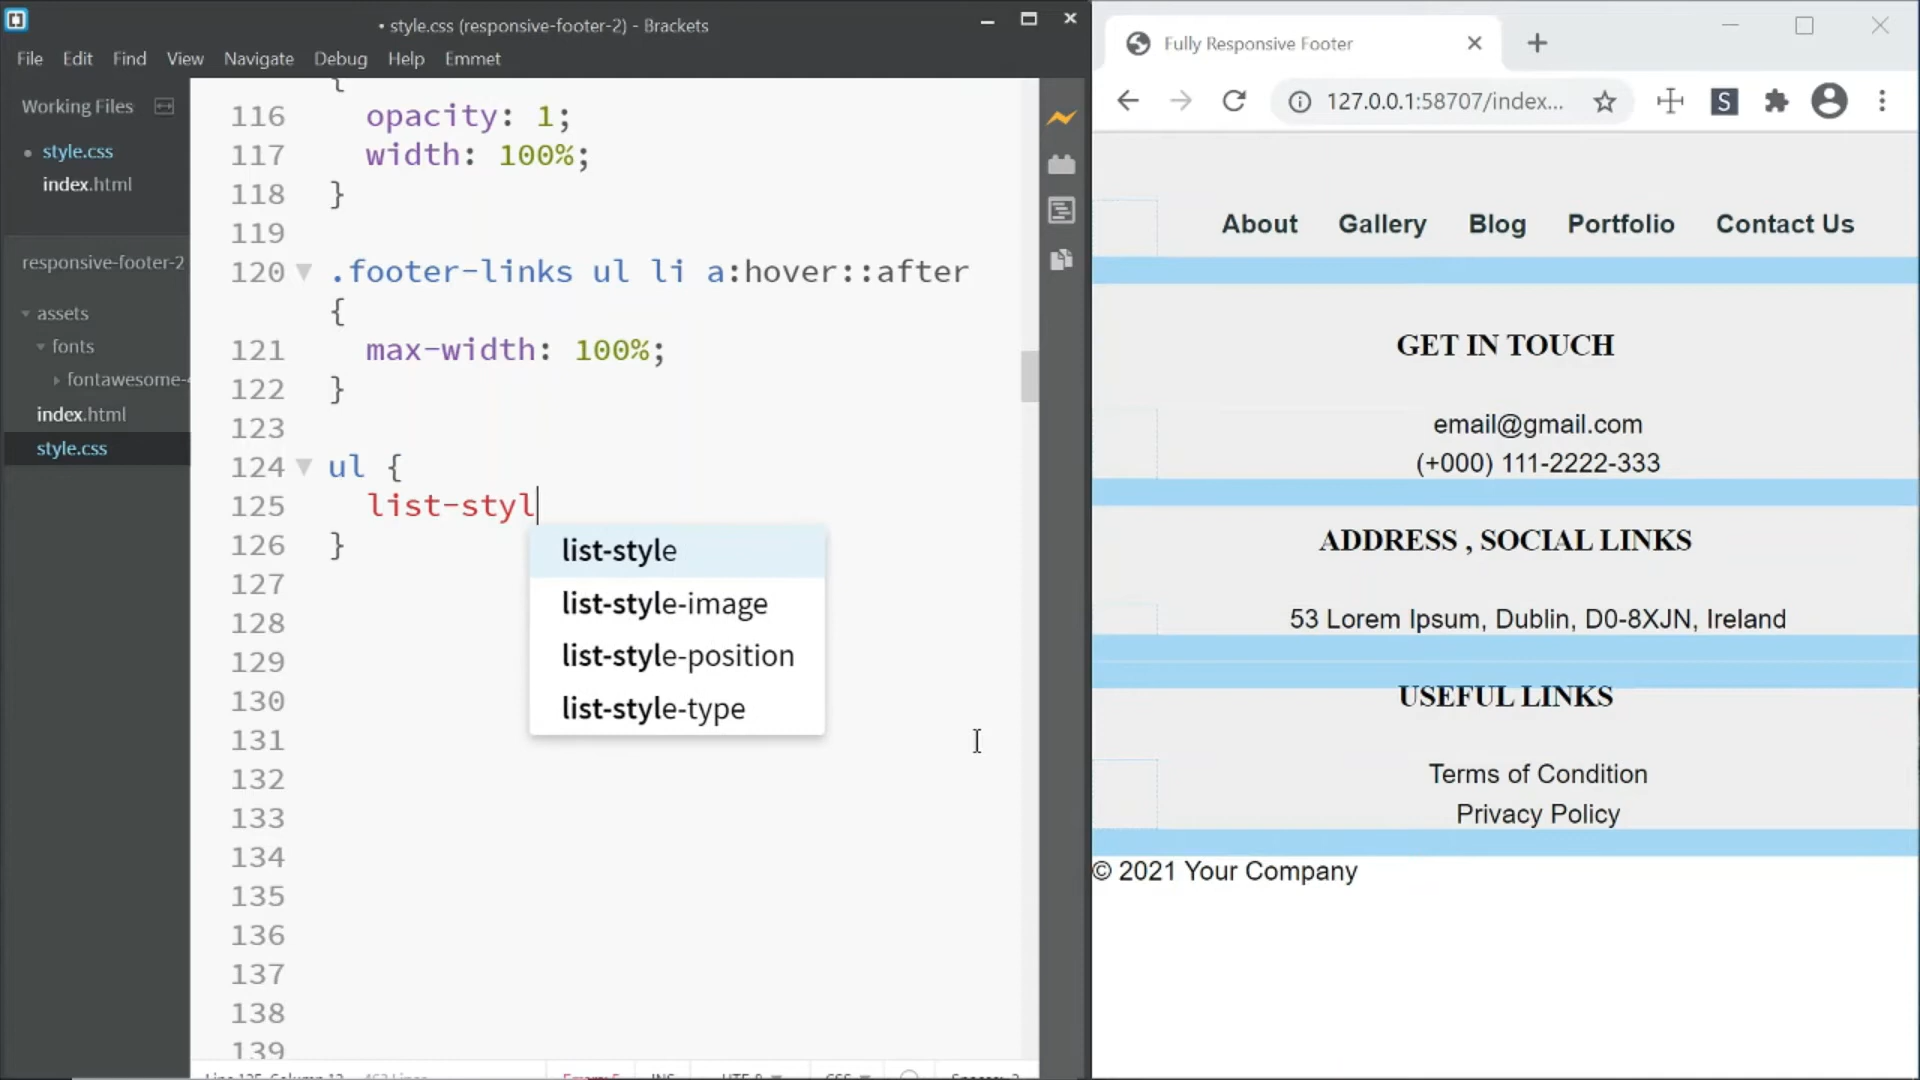 • style.css (responsive-footer-2) - Brackets
File Edit Find View Navigate Debug Help Emmet
Working Files
• style.css
index.html
responsive-footer-2
assets
fonts
fontawesome-
index.html
style.css
{
116 opacity: 1;
117 width: 100%;
118 }
119
120 .footer-links ul li a:hover::after
{
121 max-width: 100%;
122 }
123
124 ul {
125 list-styl
126 }
127
128
129
130
131
132
133
134
135
136
137
138
139
list-style
list-style-image
list-style-position
list-style-type
Fully Responsive Footer
127.0.0.1:58707/index...
S
About Gallery Blog Portfolio Contact Us
GET IN TOUCH
email@gmail.com
(+000) 111-2222-333
ADDRESS , SOCIAL LINKS
53 Lorem Ipsum, Dublin, D0-8XJN, Ireland
USEFUL LINKS
Terms of Condition
Privacy Policy
© 2021 Your Company